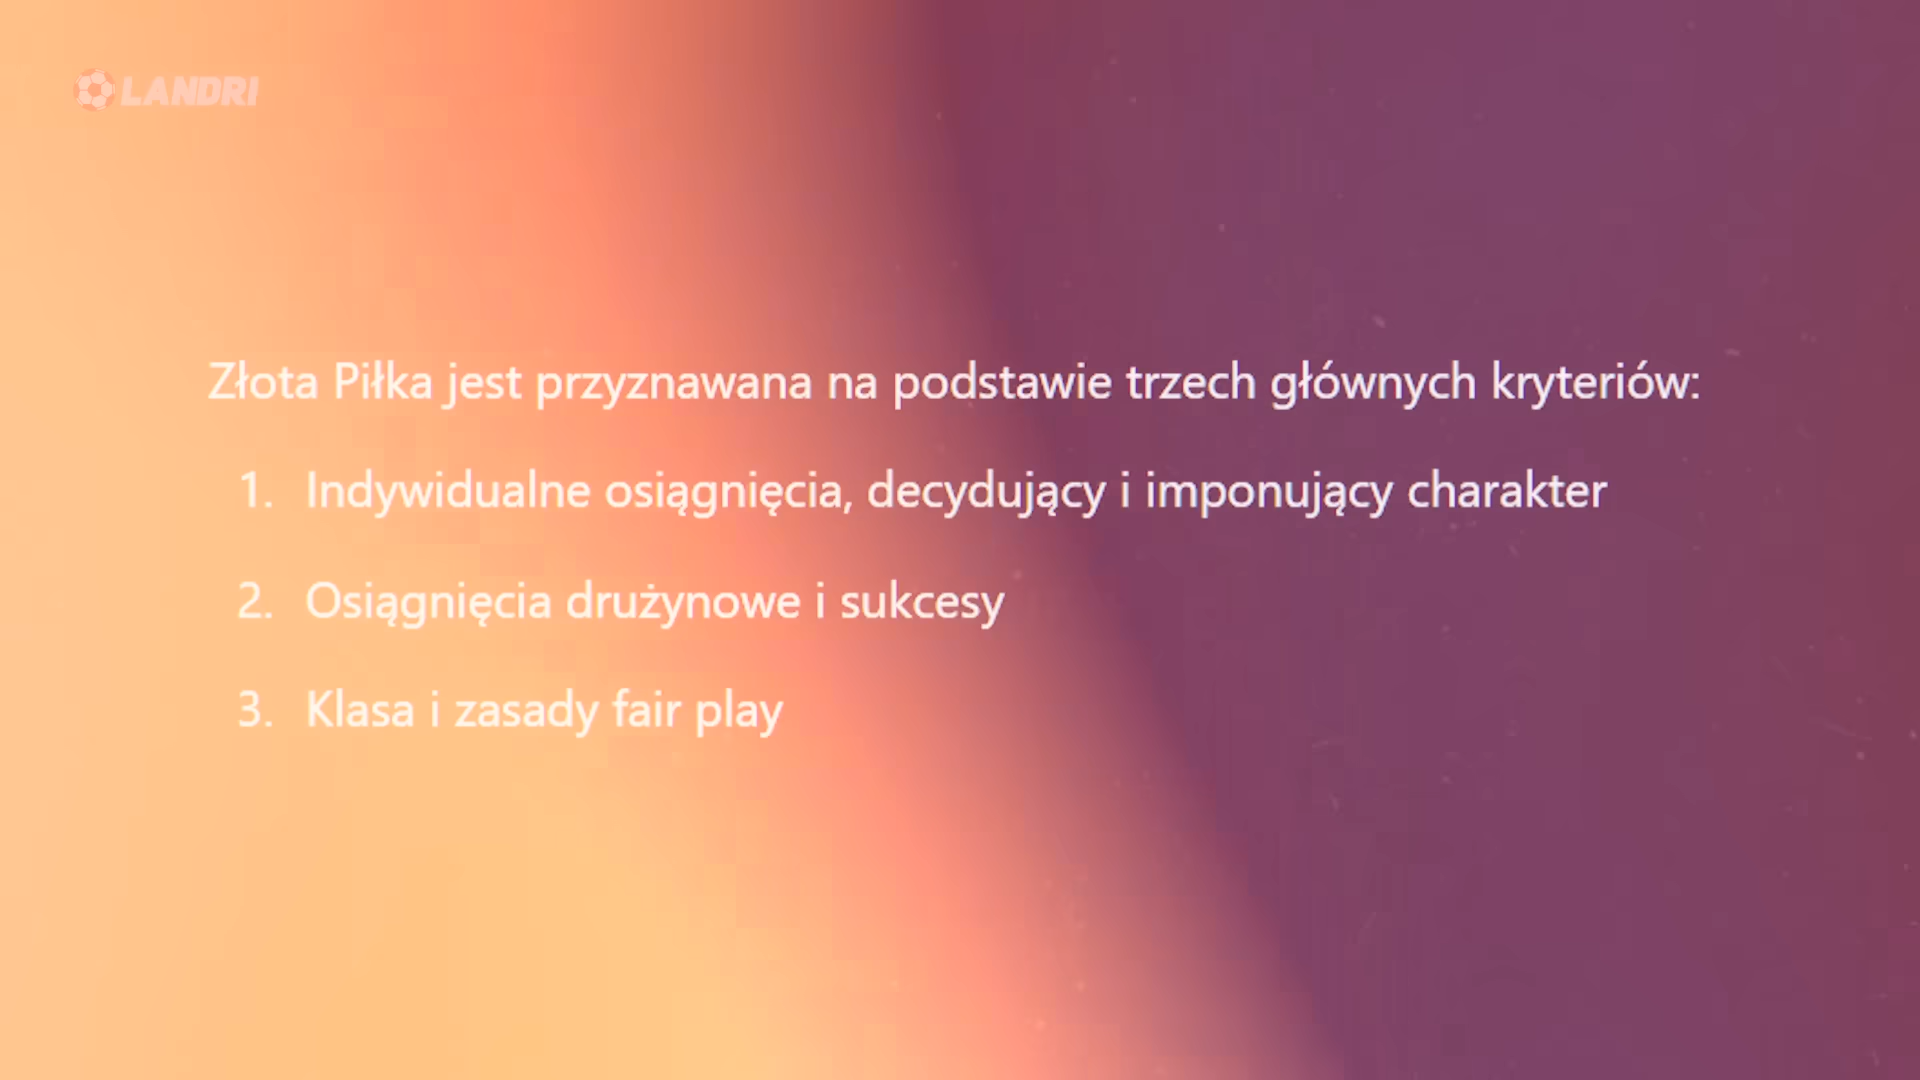 LANDRI
Złota Piłka jest przyznawana na podstawie trzech głównych kryteriów:
1. Indywidualne osiągnięcia, decydujący i imponujący charakter
2. Osiągnięcia drużynowe i sukcesy
3. Klasa i zasady fair play